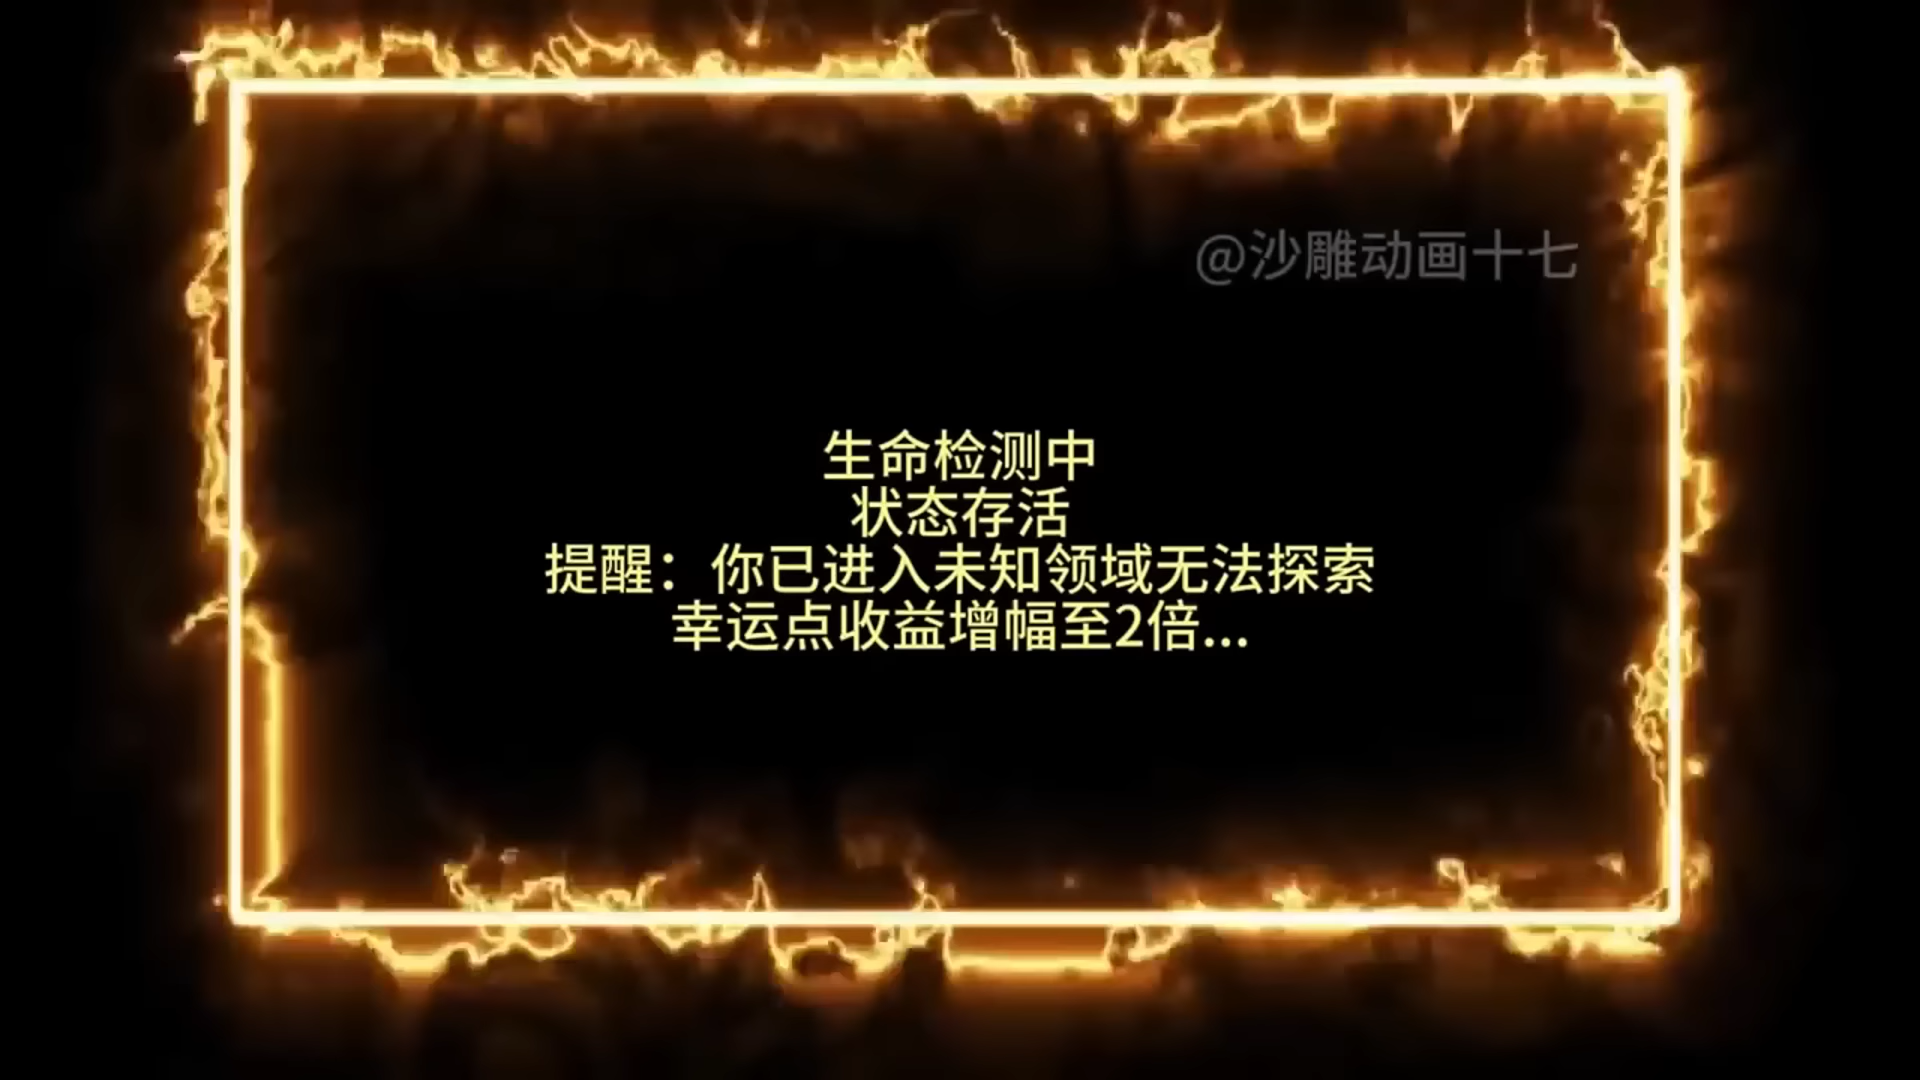 @沙雕动画十七
生命检测中
状态存活
提醒：你已进入未知领域无法探索
幸运点收益增幅至2倍...